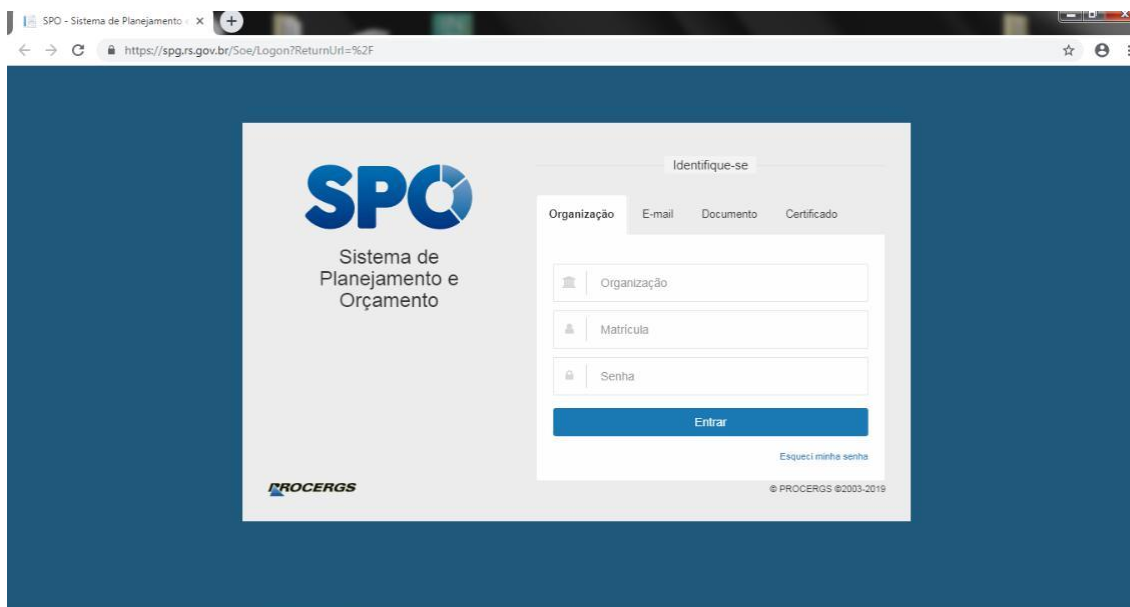 SPO - Sistema de Planejamento
https://spg.rs.gov.br/Soe/Logon?ReturnUrl=%2F
SPO
Sistema de
Planejamento e
Orçamento
PROCERGS
Identifique-se
Organização E-mail Documento Certificado
Organização
Matrícula
Senha
Entrar
Esqueci minha senha
© PROCERGS ©2003-2019